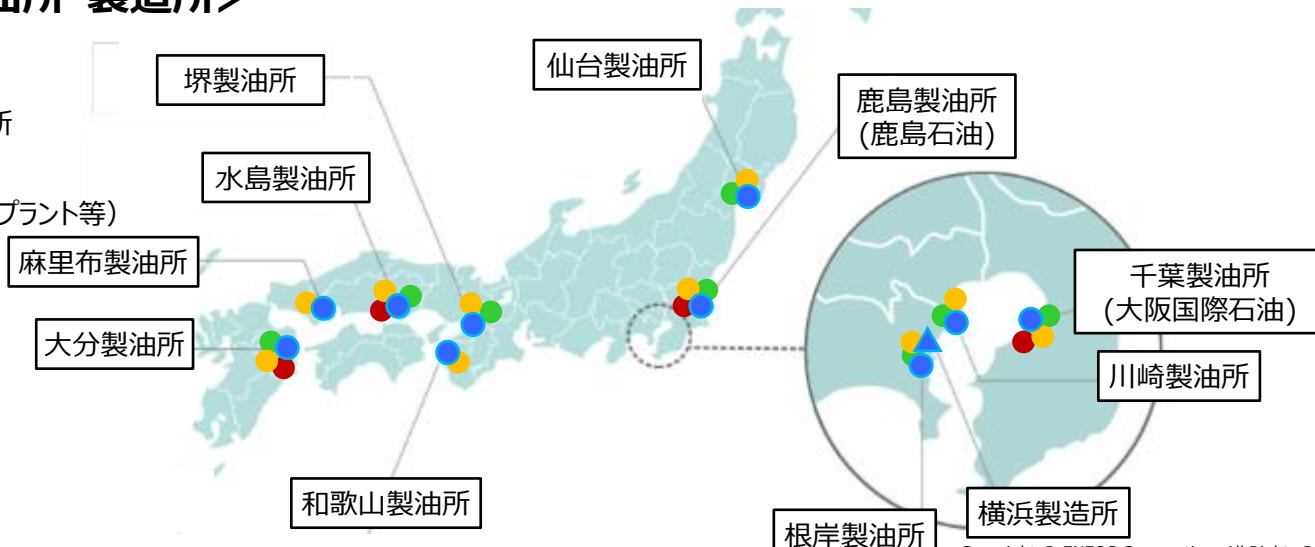 製造所>
所
プラント等）
堺製油所
仙台製油所
鹿島製油所
(鹿島石油)
水島製油所
麻里布製油所
大分製油所
千葉製油所
(大阪国際石油)
川崎製油所
和歌山製油所
横浜製造所
根岸製油所